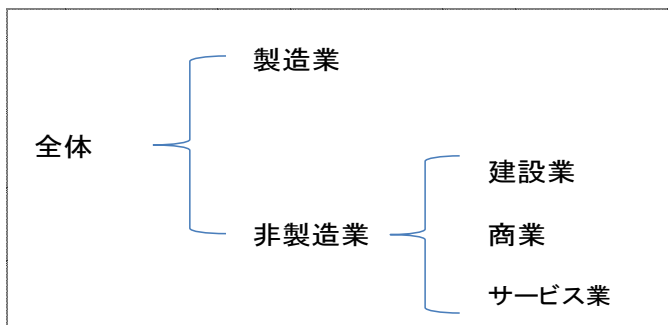 製造業
全体
建設業
非製造業
商業
サービス業